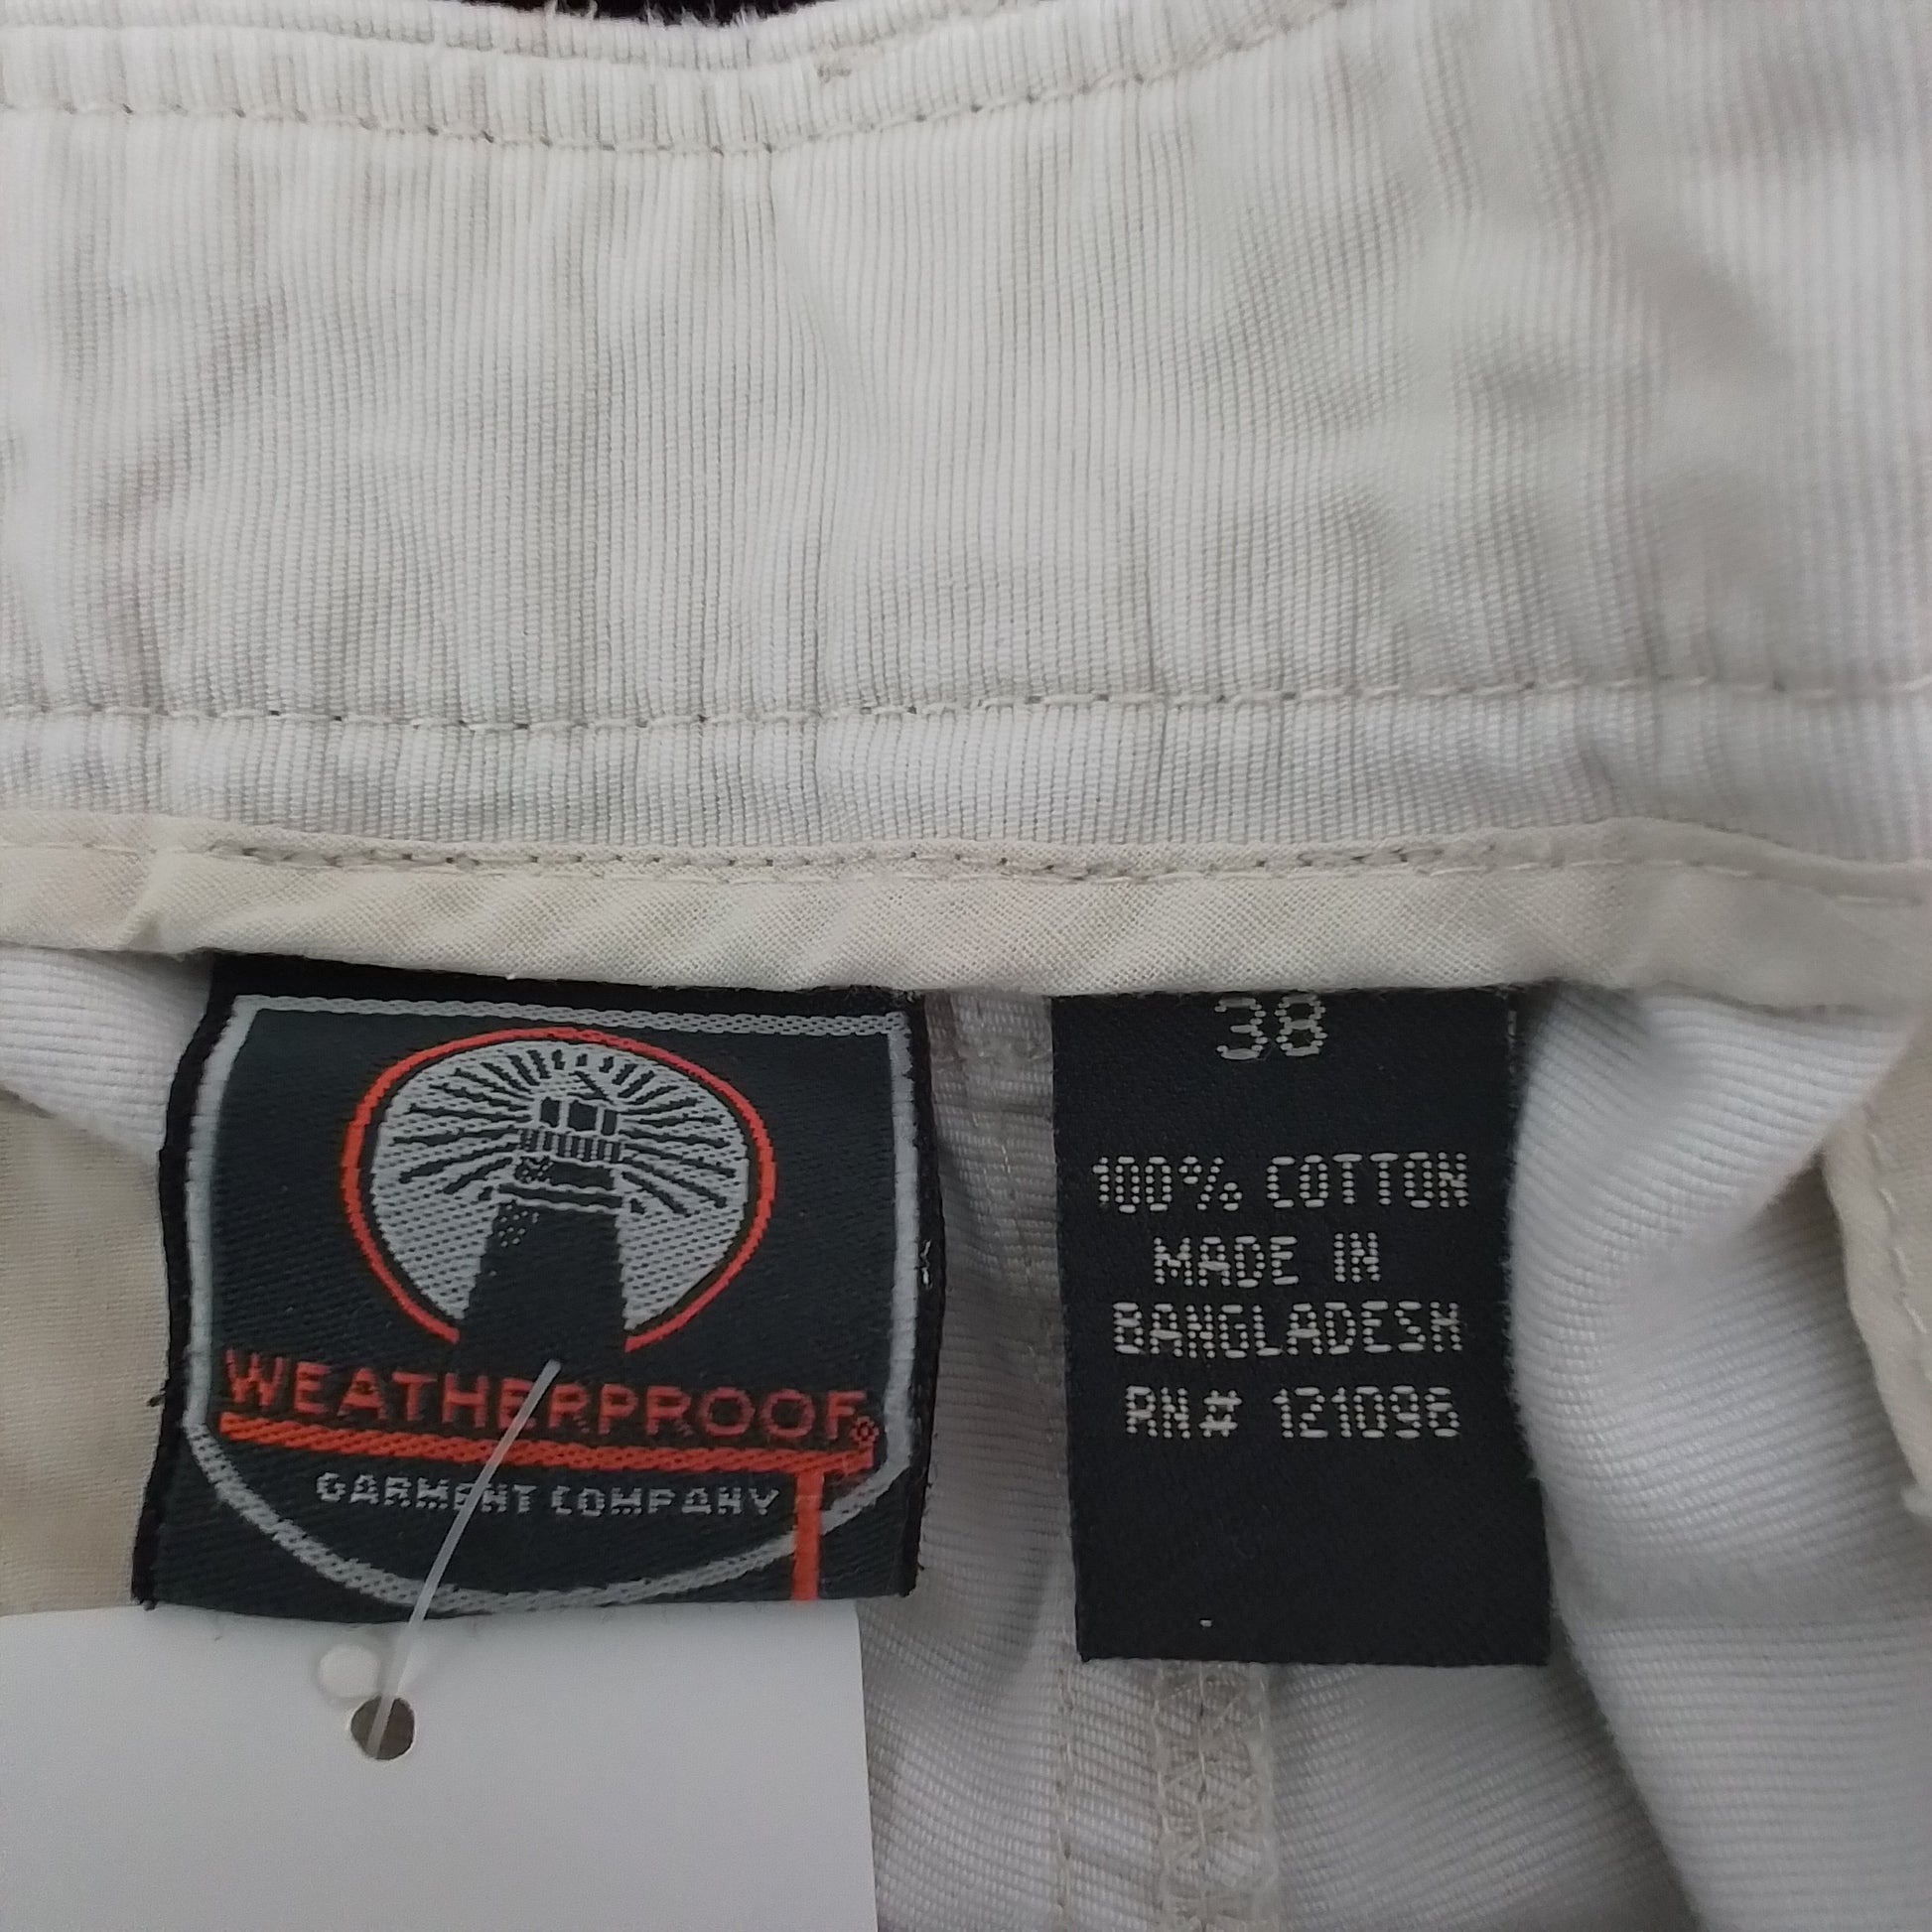 WEATHERPROOF®
GARMENT COMPANY
38
100% COTTON
MADE IN
BANGLADESH
RN# 121096